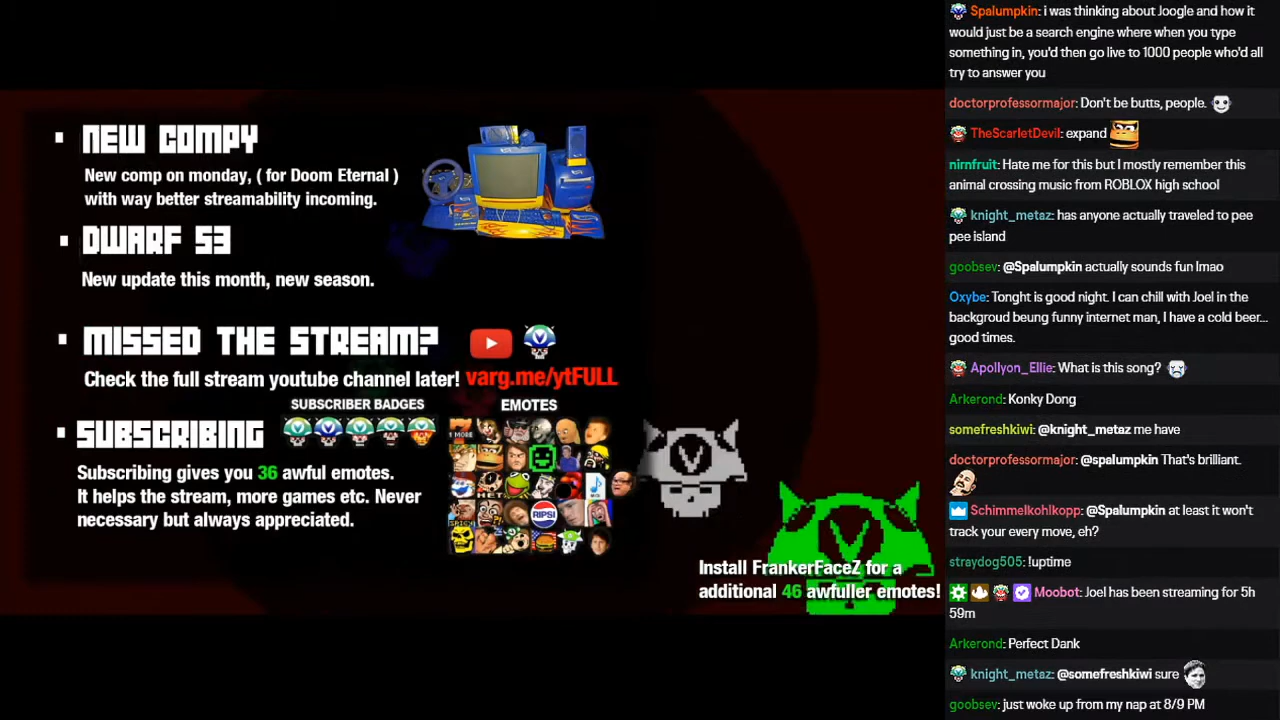 NEW COMPY
New comp on monday, ( for Doom Eternal )
with way better streamability incoming.
DWARF S3
New update this month, new season.
MISSED THE STREAM?
Check the full stream youtube channel later! varg.me/ytFULL
SUBSCRIBER BADGES
EMOTES
SUBSCRIBING
Subscribing gives you 36 awful emotes.
It helps the stream, more games etc. Never
necessary but always appreciated.
RIPSI
Install FrankerFaceZ for a
additional 46 awfuller emotes!
Spalumpkin: i was thinking about Joogle and how it
would just be a search engine where when you type
something in, you'd then go live to 1000 people who'd all
try to answer you
doctorprofessormajor: Don't be butts, people.
TheScarletDevil: expand
nirnfruit: Hate me for this but I mostly remember this
animal crossing music from ROBLOX high school
knight_metaz: has anyone actually traveled to pee
pee island
goobsev: @Spalumpkin actually sounds fun lmao
Oxybe: Tonght is good night. I can chill with Joel in the
backgroud beung funny internet man, I have a cold beer...
good times.
Apollyon_Ellie: What is this song?
Arkerond: Konky Dong
somefreshkiwi: @knight_metaz me have
doctorprofessormajor: @spalumpkin That's brilliant.
Schimmelkohlkopp: @Spalumpkin at least it won't
track your every move, eh?
straydog505: !uptime
Moobot: Joel has been streaming for 5h
59m
Arkerond: Perfect Dank
knight_metaz: @somefreshkiwi sure
goobsev: just woke up from my nap at 8/9 PM